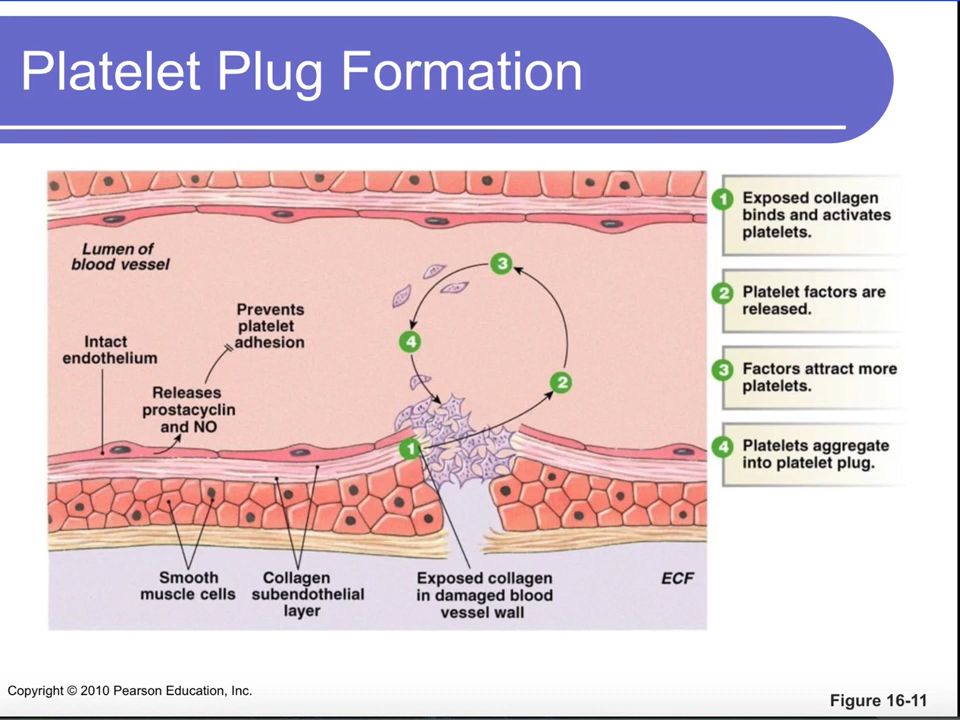 Platelet Plug Formation
Lumen of
blood vessel
Prevents
platelet
adhesion
Intact
endothelium
Releases
prostacyclin
and NO
3
4
2
1
Smooth
muscle cells
Collagen
subendothelial
layer
Exposed collagen
in damaged blood
vessel wall
ECF
1 Exposed collagen
binds and activates
platelets.
2 Platelet factors are
released.
3 Factors attract more
platelets.
4 Platelets aggregate
into platelet plug.
Copyright © 2010 Pearson Education, Inc.
Figure 16-11